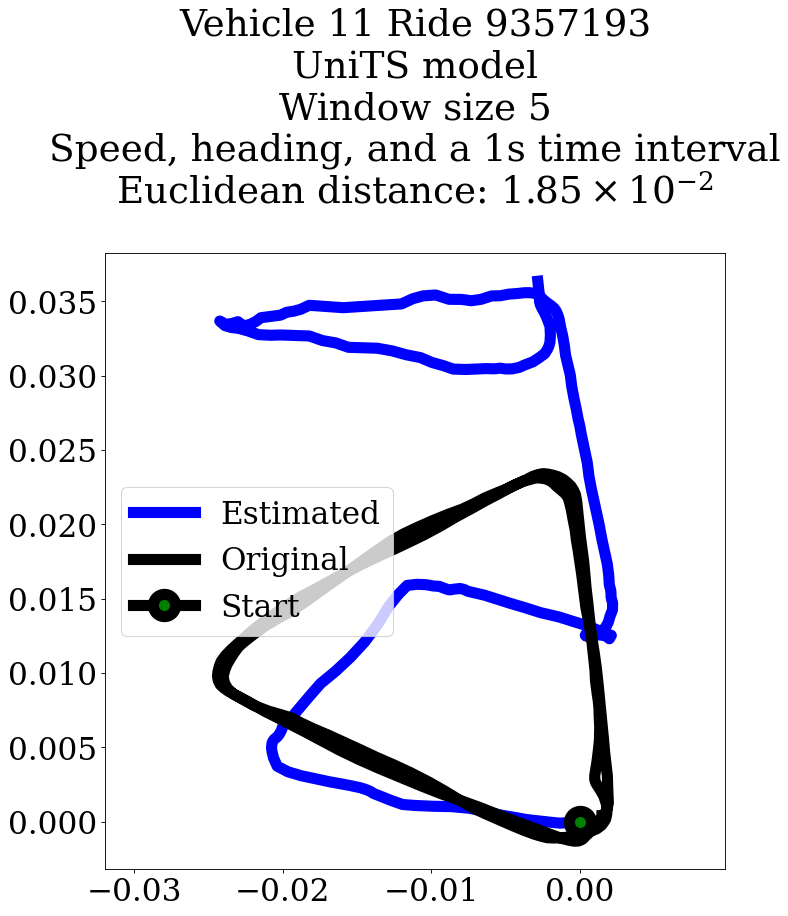 Vehicle 11 Ride 9357193
UniTS model
Window size 5
Speed, heading, and a 1s time interval
Euclidean distance: 1.85 × 10⁻²
0.035
0.030
0.025
0.020
0.015
0.010
0.005
0.000
Estimated
Original
Start
−0.03
−0.02
−0.01
0.00